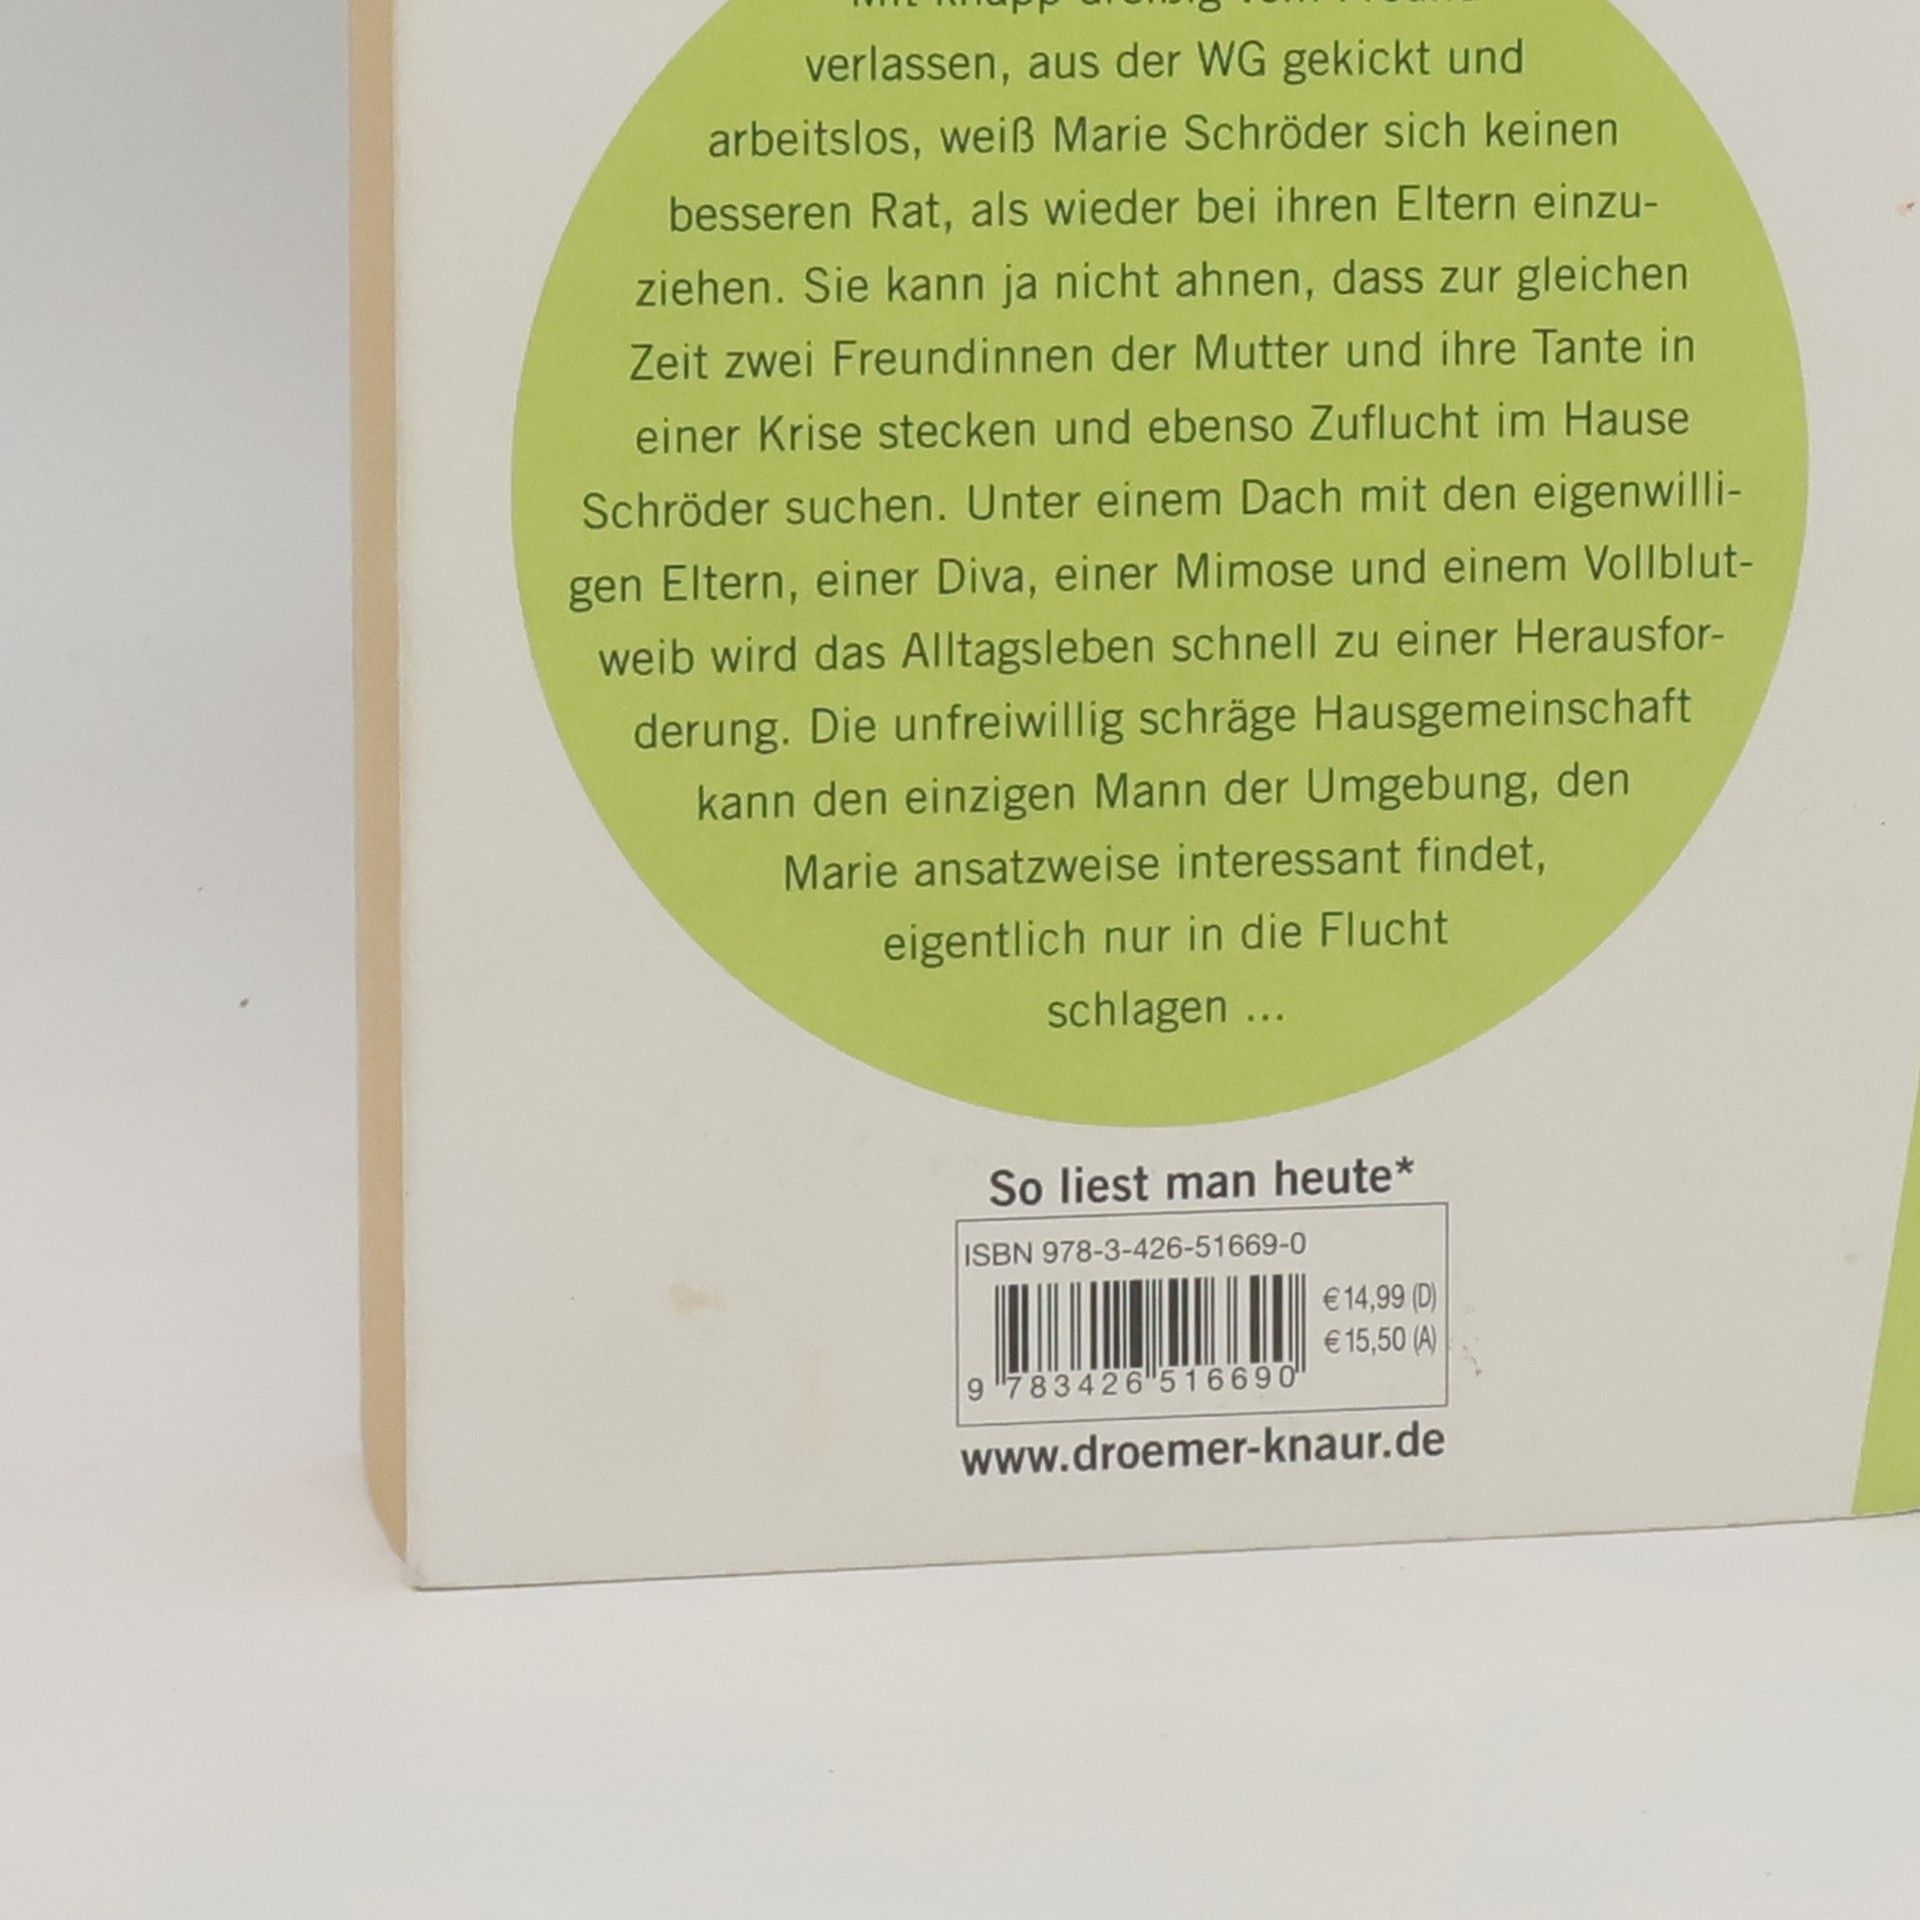 verlassen, aus der WG gekickt und
arbeitslos, weiß Marie Schröder sich keinen
besseren Rat, als wieder bei ihren Eltern einzu-
ziehen. Sie kann ja nicht ahnen, dass zur gleichen
Zeit zwei Freundinnen der Mutter und ihre Tante in
einer Krise stecken und ebenso Zuflucht im Hause
Schröder suchen. Unter einem Dach mit den eigenwilli-
gen Eltern, einer Diva, einer Mimose und einem Vollblut-
weib wird das Alltagsleben schnell zu einer Herausfor-
derung. Die unfreiwillig schräge Hausgemeinschaft
kann den einzigen Mann der Umgebung, den
Marie ansatzweise interessant findet,
eigentlich nur in die Flucht
schlagen ...
So liest man heute*
ISBN 978-3-426-51669-0
€ 14,99 (D)
€ 15,50 (A)
9 783426 516690
www.droemer-knaur.de